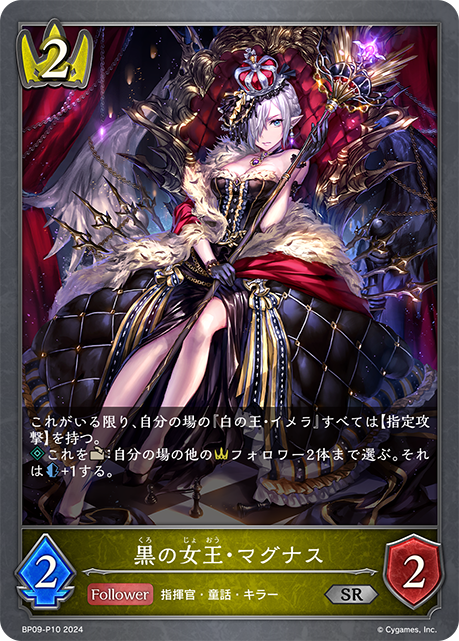 2
これがいる限り、自分の場の『白の王・イメラ』すべては【指定攻
撃】を持つ。
これを:自分の場の他のフォロワー2体まで選ぶ。それ
は+1する。
くろ じょ おう
黒の女王・マグナス
2
Follower 指揮官・童話・キラー SR
2
BP09-P10 2024 © Cygames, Inc.